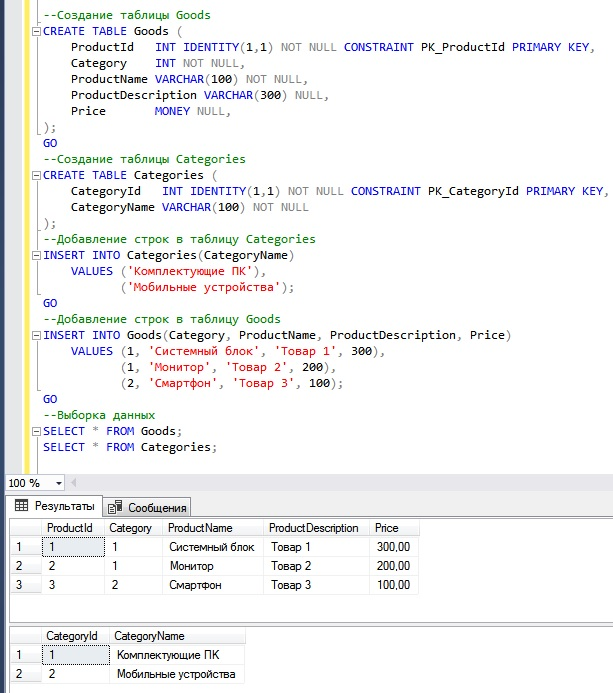 --Создание таблицы Goods
CREATE TABLE Goods (
ProductId INT IDENTITY(1,1) NOT NULL CONSTRAINT PK_ProductId PRIMARY KEY,
Category INT NOT NULL,
ProductName VARCHAR(100) NOT NULL,
ProductDescription VARCHAR(300) NULL,
Price MONEY NULL,
);
GO
--Создание таблицы Categories
CREATE TABLE Categories (
CategoryId INT IDENTITY(1,1) NOT NULL CONSTRAINT PK_CategoryId PRIMARY KEY,
CategoryName VARCHAR(100) NOT NULL
);
--Добавление строк в таблицу Categories
INSERT INTO Categories(CategoryName)
VALUES ('Комплектующие ПК'),
('Мобильные устройства');
GO
--Добавление строк в таблицу Goods
INSERT INTO Goods(Category, ProductName, ProductDescription, Price)
VALUES (1, 'Системный блок', 'Товар 1', 300),
(1, 'Монитор', 'Товар 2', 200),
(2, 'Смартфон', 'Товар 3', 100);
GO
--Выборка данных
SELECT * FROM Goods;
SELECT * FROM Categories;
100 %
Результаты Сообщения
ProductId Category ProductName ProductDescription Price
1 1 1 Системный блок Товар 1 300,00
2 2 1 Монитор Товар 2 200,00
3 3 2 Смартфон Товар 3 100,00
CategoryId CategoryName
1 1 Комплектующие ПК
2 2 Мобильные устройства